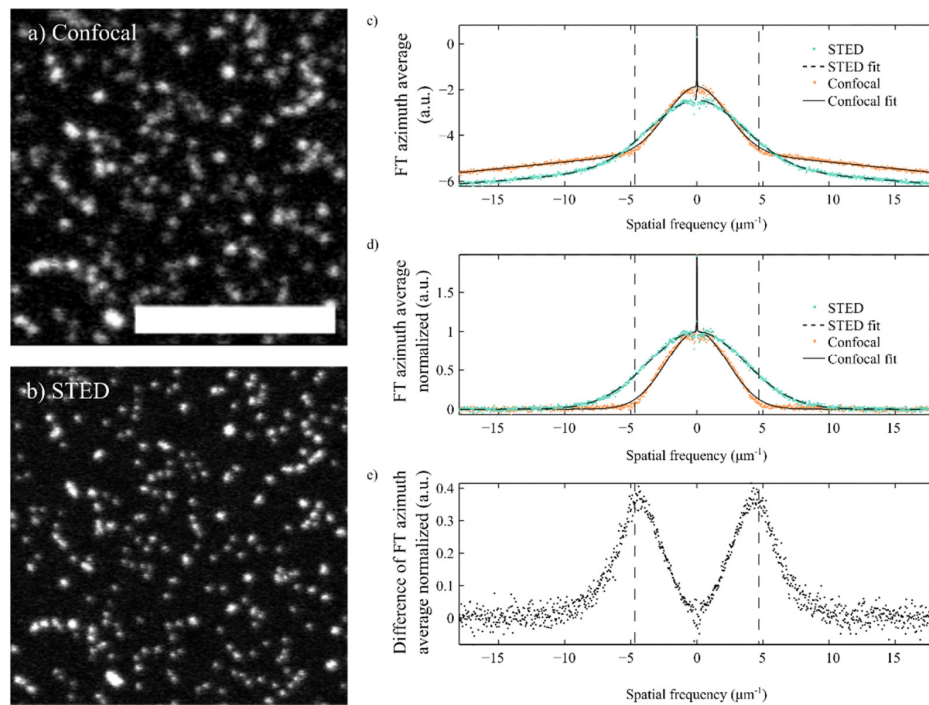 a) Confocal
b) STED
c)
FT azimuth average
(a.u.)
0
−2
−4
−6
STED
STED fit
Confocal
Confocal fit
−15 −10 −5 0 5 10 15
Spatial frequency (μm⁻¹)
d)
FT azimuth average
normalized (a.u.)
1.5
1
0.5
0
STED
STED fit
Confocal
Confocal fit
−15 −10 −5 0 5 10 15
Spatial frequency (μm⁻¹)
e)
Difference of FT azimuth
average normalized (a.u.)
0.4
0.3
0.2
0.1
0
−15 −10 −5 0 5 10 15
Spatial frequency (μm⁻¹)